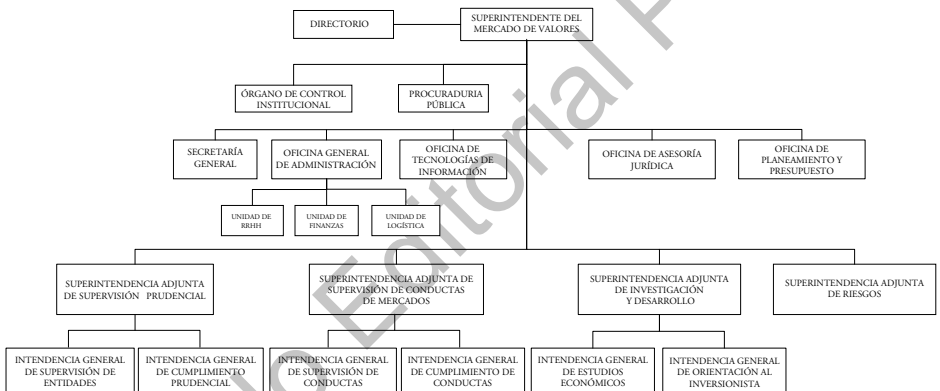 DIRECTORIO
SUPERINTENDENTE DEL
MERCADO DE VALORES
ÓRGANO DE CONTROL
INSTITUCIONAL
PROCURADURIA
PÚBLICA
SECRETARÍA
GENERAL
OFICINA GENERAL
DE ADMINISTRACIÓN
OFICINA DE
TECNOLOGÍAS DE
INFORMACIÓN
OFICINA DE ASESORÍA
JURÍDICA
OFICINA DE
PLANEAMIENTO Y
PRESUPUESTO
UNIDAD DE
RRHH
UNIDAD DE
FINANZAS
UNIDAD DE
LOGÍSTICA
SUPERINTENDENCIA ADJUNTA
DE SUPERVISIÓN PRUDENCIAL
SUPERINTENDENCIA ADJUNTA DE
SUPERVISIÓN DE CONDUCTAS
DE MERCADOS
SUPERINTENDENCIA ADJUNTA
DE INVESTIGACIÓN
Y DESARROLLO
SUPERINTENDENCIA ADJUNTA
DE RIESGOS
INTENDENCIA GENERAL
DE SUPERVISIÓN DE
ENTIDADES
INTENDENCIA GENERAL
DE CUMPLIMIENTO
PRUDENCIAL
INTENDENCIA GENERAL
DE SUPERVISIÓN DE
CONDUCTAS
INTENDENCIA GENERAL
DE CUMPLIMIENTO DE
CONDUCTAS
INTENDENCIA GENERAL
DE ESTUDIOS
ECONÓMICOS
INTENDENCIA GENERAL
DE ORIENTACIÓN AL
INVERSIONISTA
Editorial